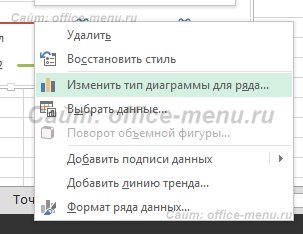 Сайт: office-menu.ru
Удалить
Восстановить стиль
Изменить тип диаграммы для ряда...
Выбрать данные...
Сайт: office-menu.ru
Поворот объемной фигуры...
Добавить подписи данных
Добавить линию тренда...
Точ
Формат ряда данных...
Сайт: office-menu.ru